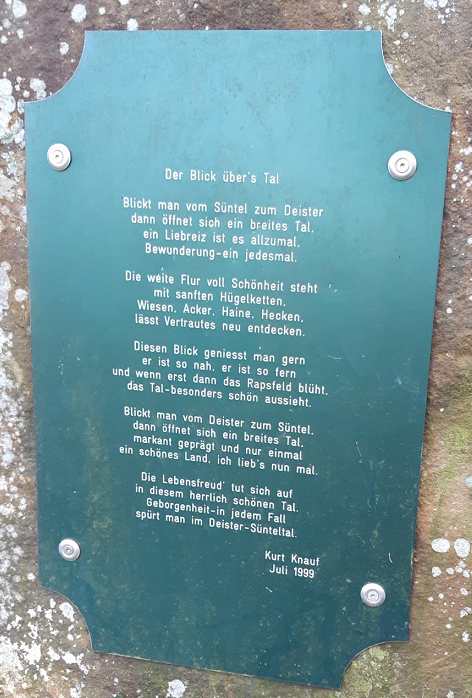 Der Blick über's Tal
Blickt man vom Süntel zum Deister
dann öffnet sich ein breites Tal,
ein Liebreiz ist es allzumal,
Bewunderung-ein jedesmal.
Die weite Flur voll Schönheit steht
mit sanften Hügelketten,
Wiesen, Äcker, Haine, Hecken,
lässt Vertrautes neu entdecken.
Diesen Blick geniesst man gern
er ist so nah, er ist so fern
und wenn erst dann das Rapsfeld blüht,
das Tal-besonders schön aussieht.
Blickt man vom Deister zum Süntel,
dann öffnet sich ein breites Tal,
markant geprägt und nur einmal
ein schönes Land, ich lieb's nun mal.
Die Lebensfreud' tut sich auf
in diesem herrlich schönen Tal,
Geborgenheit-in jedem Fall
spürt man im Deister-Sünteltal.
Kurt Knauf
Juli 1999